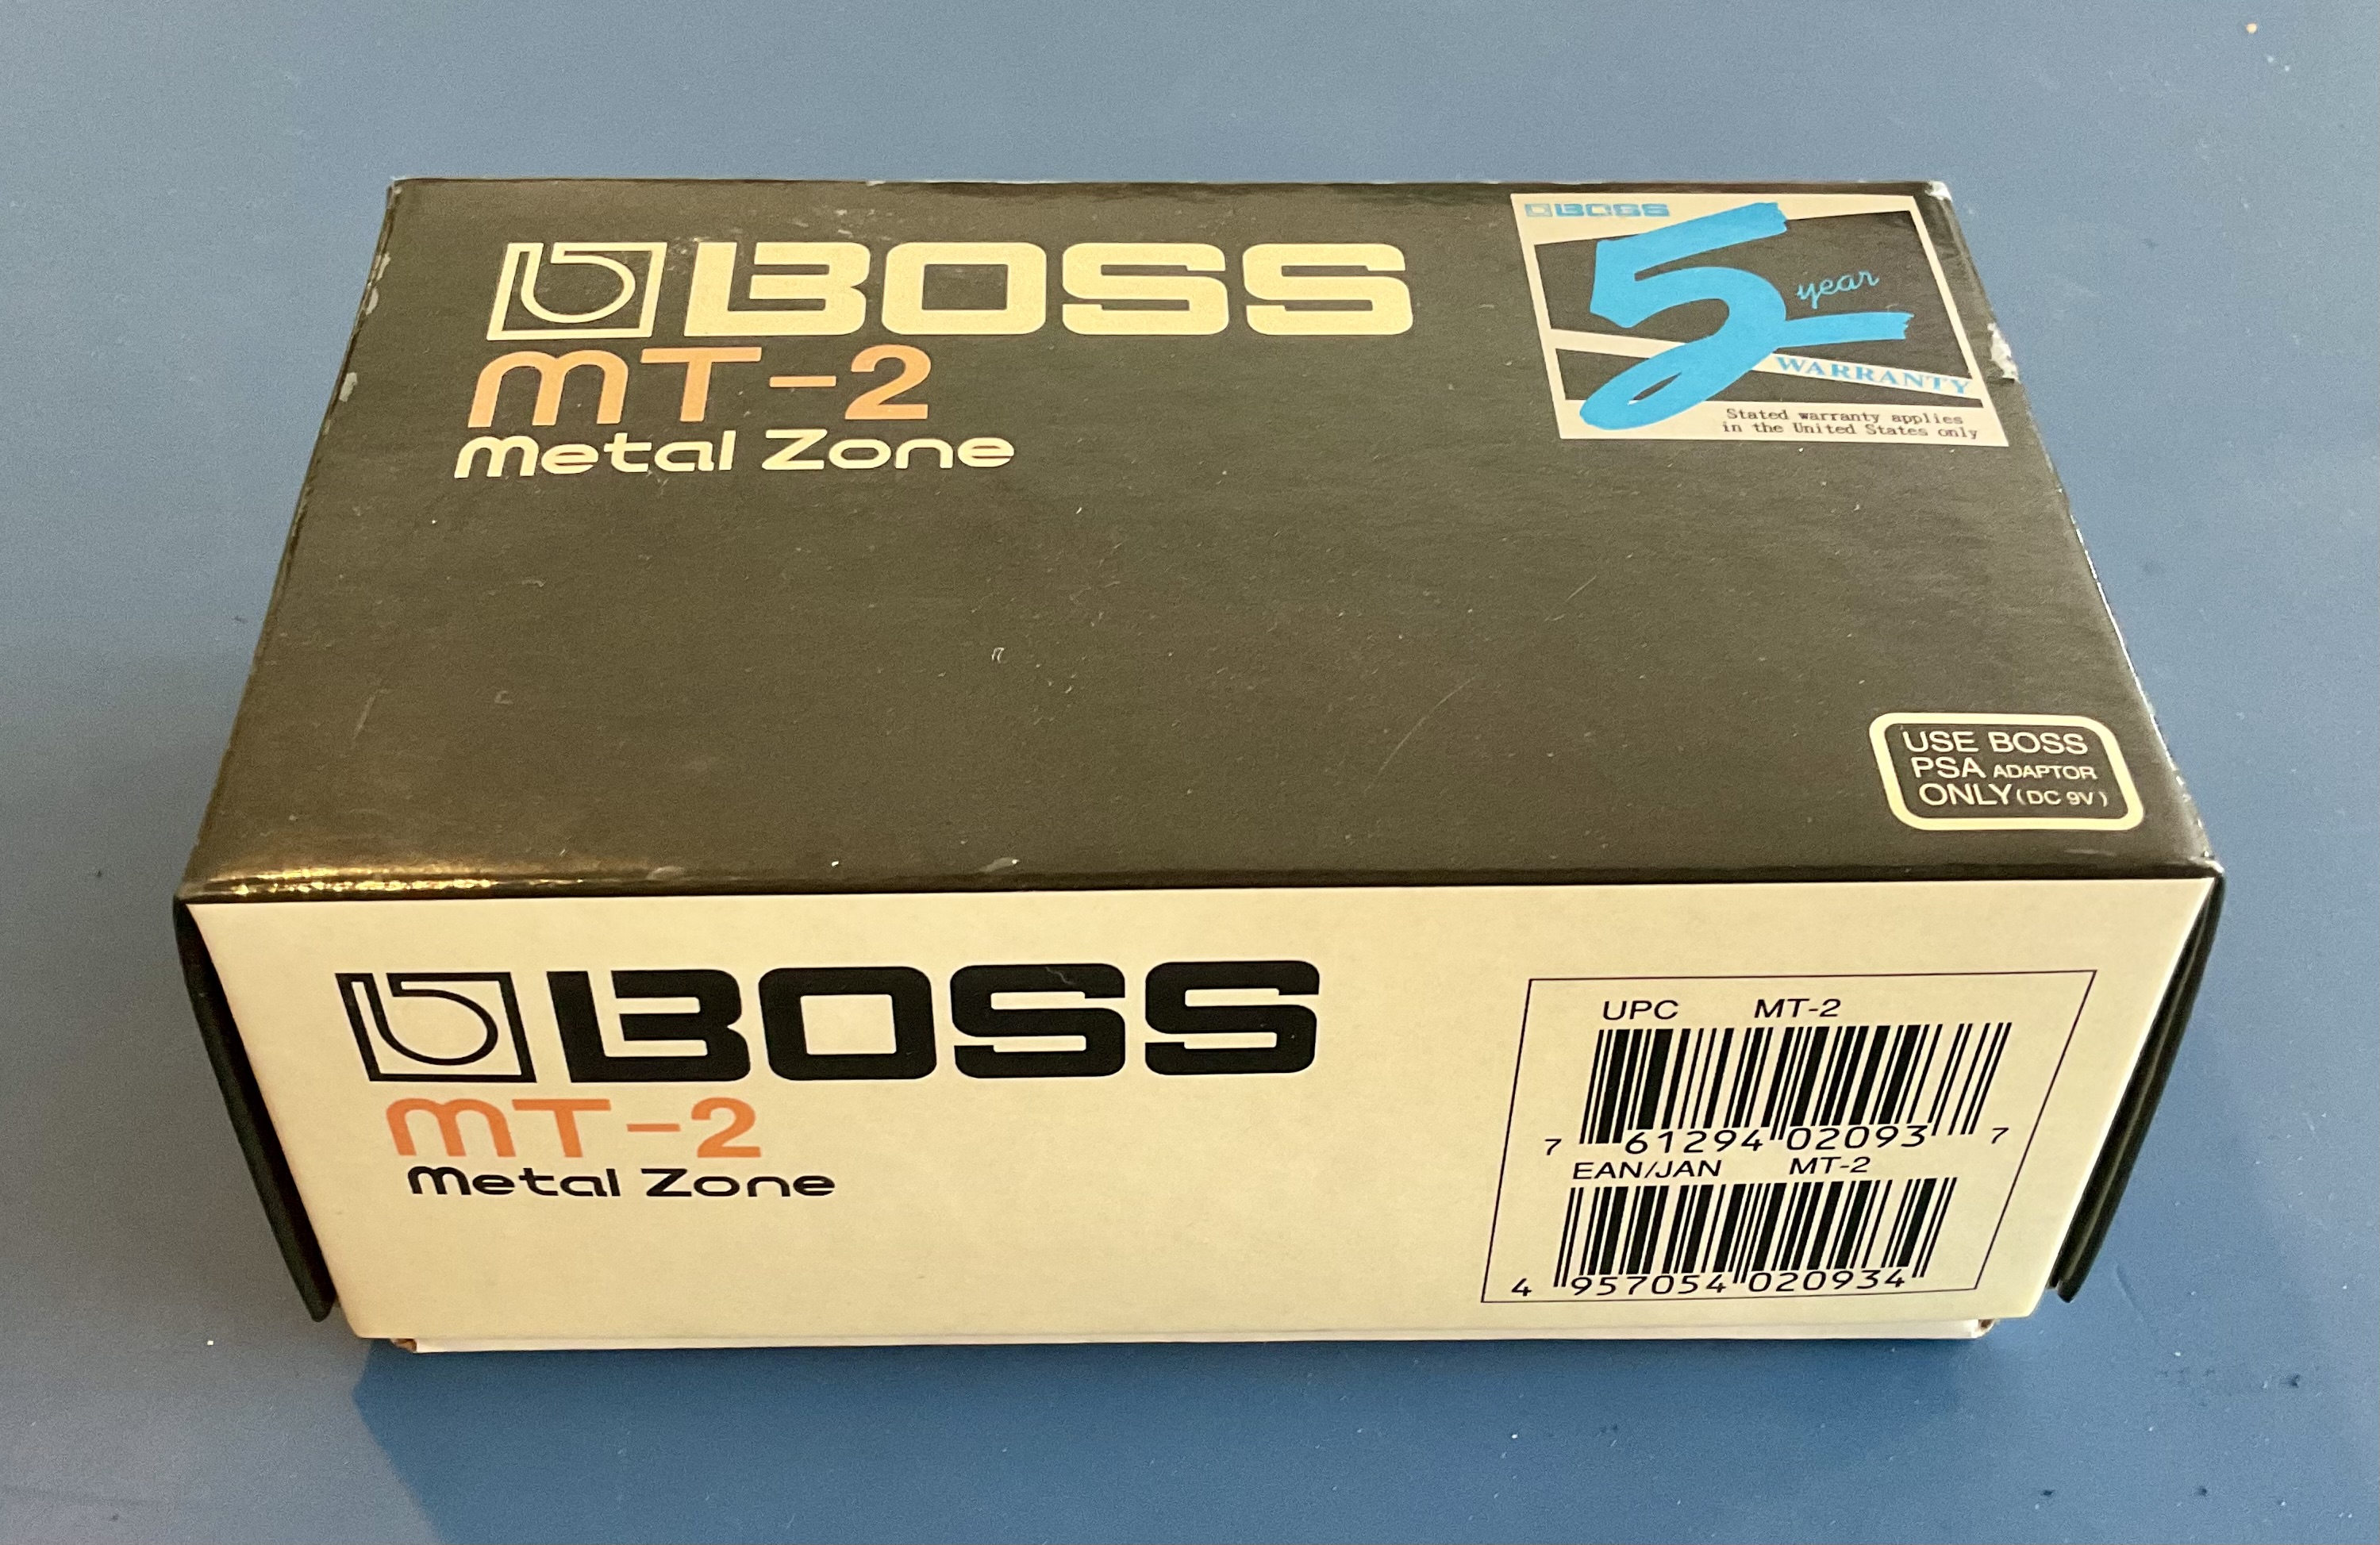 BOSS
MT-2
Metal Zone
BOSS
5 year
WARRANTY
Stated warranty applies
in the United States only
USE BOSS
PSA ADAPTOR
ONLY (DC 9V)
BOSS
MT-2
Metal Zone
UPC MT-2
7 61294 02093 7
EAN/JAN MT-2
4 957054 020934